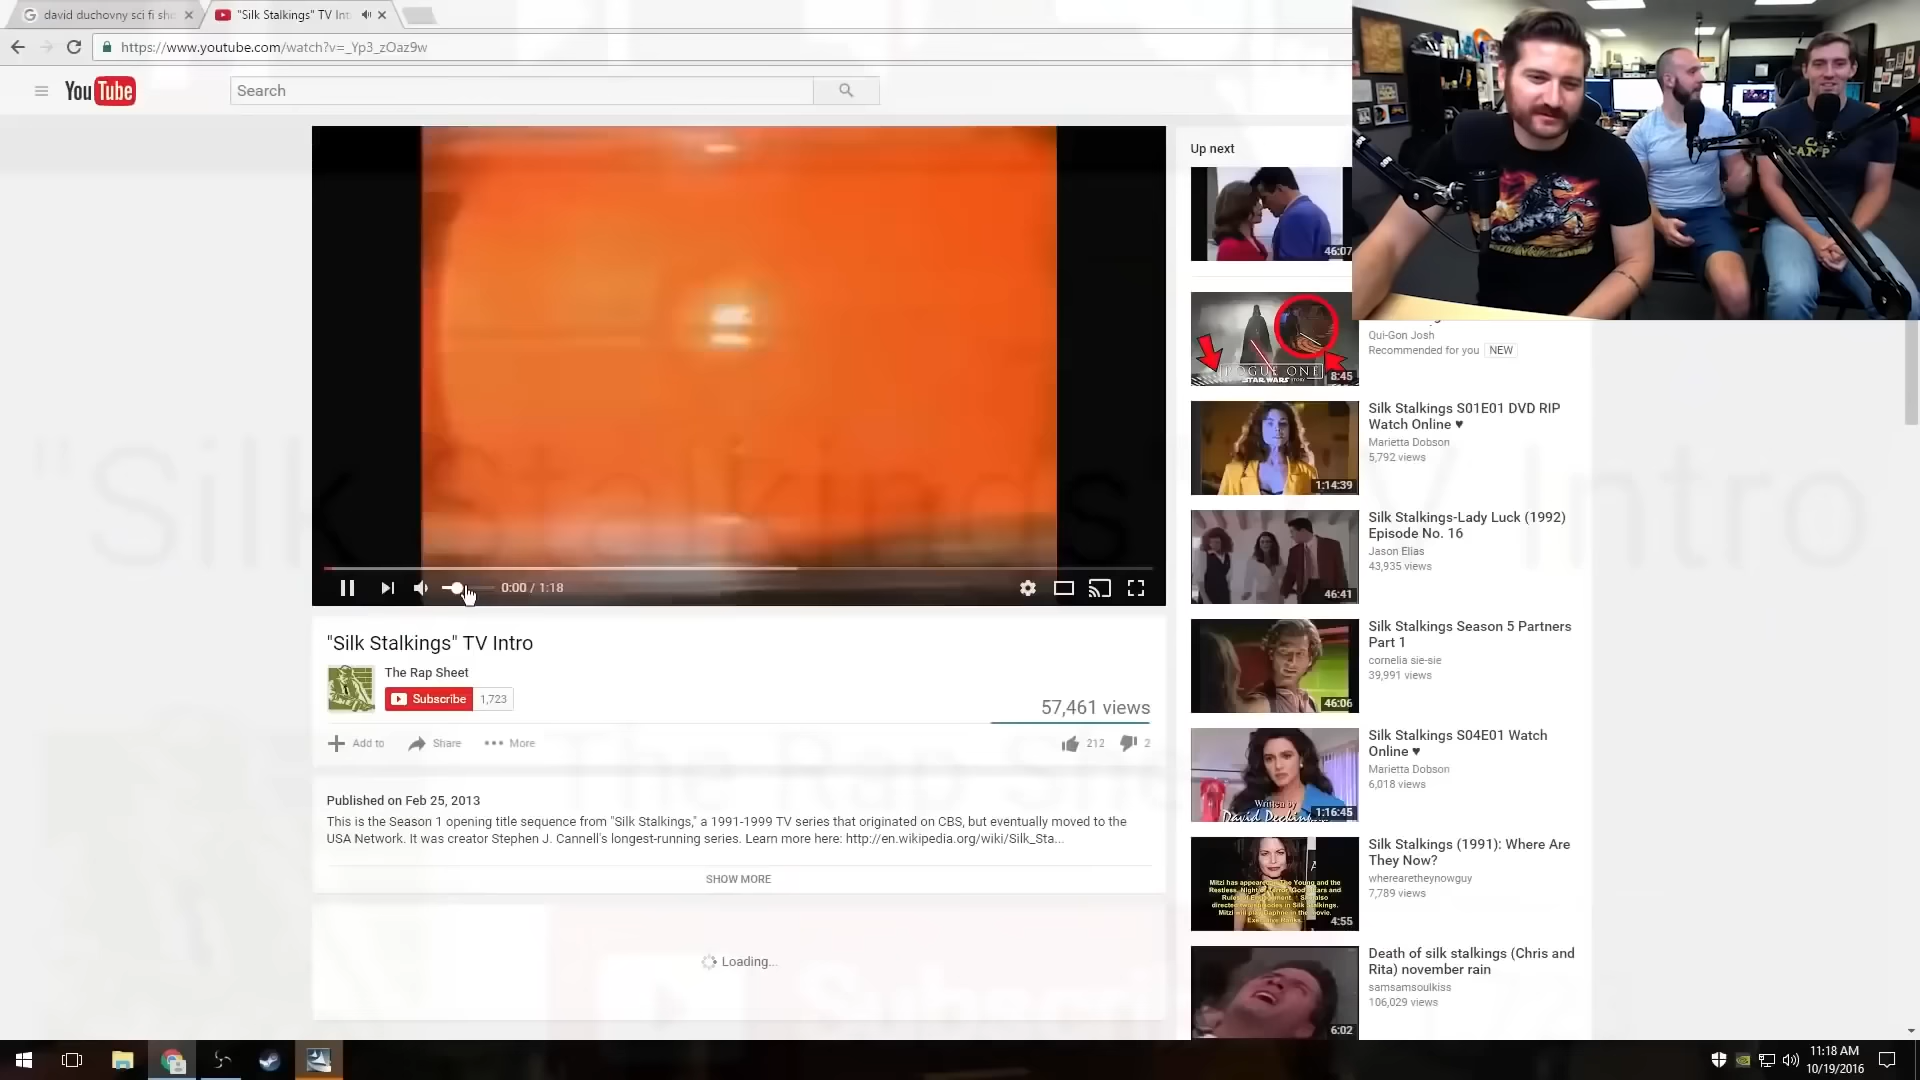 david duchovny sci fi sh
"Silk Stalkings" TV Int
https://www.youtube.com/watch?v=_Yp3_zOaz9w
YouTube
Search
Up next
46:07
CAMP
ROGUE ONE
STAR WARS
8:45
Qui-Gon Josh
Recommended for you NEW
Silk Stalkings S01E01 DVD RIP
Watch Online ♥
Marietta Dobson
5,792 views
1:14:39
Silk Stalkings-Lady Luck (1992)
Episode No. 16
Jason Elias
43,935 views
46:41
0:00 / 1:18
"Silk Stalkings" TV Intro
The Rap Sheet
Subscribe 1,723
57,461 views
Add to Share More 212 2
Silk Stalkings Season 5 Partners
Part 1
cornelia sie-sie
39,991 views
46:06
Silk Stalkings S04E01 Watch
Online ♥
Marietta Dobson
6,018 views
Written by
1:16:45
Published on Feb 25, 2013
This is the Season 1 opening title sequence from "Silk Stalkings," a 1991-1999 TV series that originated on CBS, but eventually moved to the
USA Network. It was creator Stephen J. Cannell's longest-running series. Learn more here: http://en.wikipedia.org/wiki/Silk_Sta...
SHOW MORE
Silk Stalkings (1991): Where Are
They Now?
wherearetheynowguy
7,789 views
4:55
Loading...
Death of silk stalkings (Chris and
Rita) november rain
samsamsoulkiss
106,029 views
6:02
11:18 AM
10/19/2016